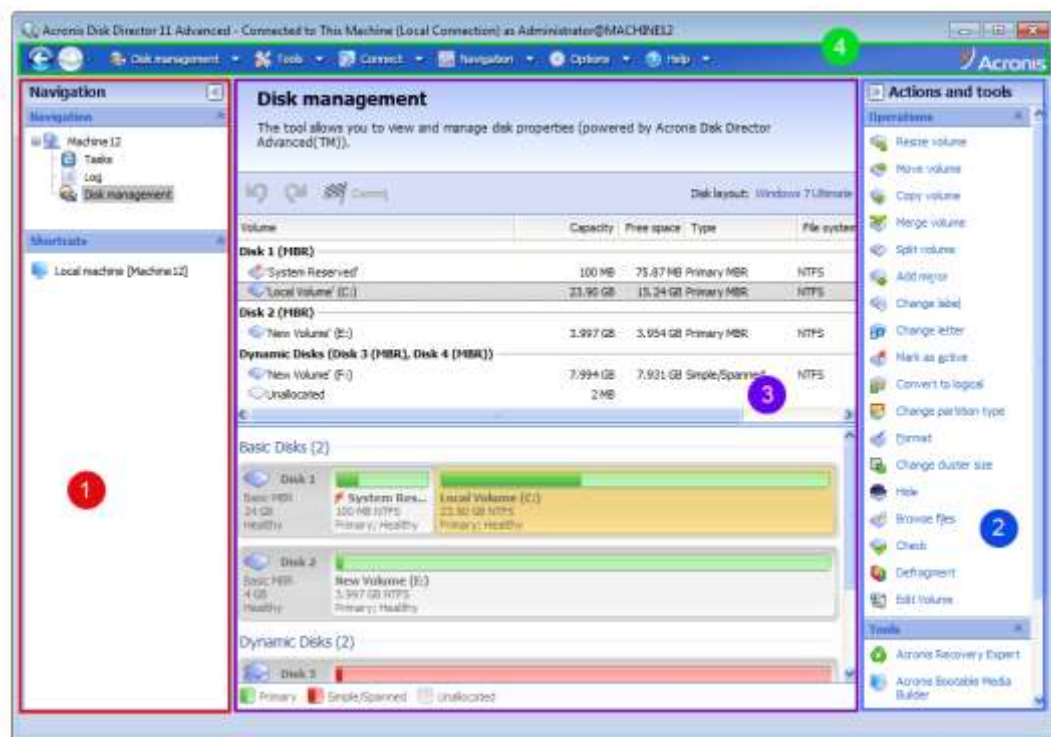 Acronis Disk Director 11 Advanced - Connected to This Machine (Local Connection) as Administrator@MACHINE12
4
Disk management Tools Connect Navigation Options Help Acronis
Navigation
Navigation
Machine12
Tasks
Log
Disk management
Shortcuts
Local machine [Machine12]
1
Disk management
The tool allows you to view and manage disk properties (powered by Acronis Disk Director
Advanced(TM)).
Commit Disk layout: Windows 7 Ultimate
Volume Capacity Free space Type File system
Disk 1 (MBR)
'System Reserved' 100 MB 75.87 MB Primary MBR NTFS
'Local Volume' (C:) 23.90 GB 15.24 GB Primary MBR NTFS
Disk 2 (MBR)
'New Volume' (E:) 3.997 GB 3.954 GB Primary MBR NTFS
Dynamic Disks (Disk 3 (MBR), Disk 4 (MBR))
'New Volume' (F:) 7.994 GB 7.931 GB Simple/Spanned NTFS
Unallocated 2 MB
3
Basic Disks (2)
Disk 1
Basic MBR
24 GB
Healthy
System Res...
100 MB NTFS
Primary; Healthy
Local Volume (C:)
23.90 GB NTFS
Primary; Healthy
Disk 2
Basic MBR
4 GB
Healthy
New Volume (E:)
3.997 GB NTFS
Primary; Healthy
Dynamic Disks (2)
Disk 3
Primary Simple/Spanned Unallocated
Actions and tools
Operations
Resize volume
Move volume
Copy volume
Merge volume
Split volume
Add mirror
Change label
Change letter
Mark as active
Convert to logical
Change partition type
Format
Change cluster size
Hide
Browse files
2
Check
Defragment
Edit Volume
Tools
Acronis Recovery Expert
Acronis Bootable Media
Builder